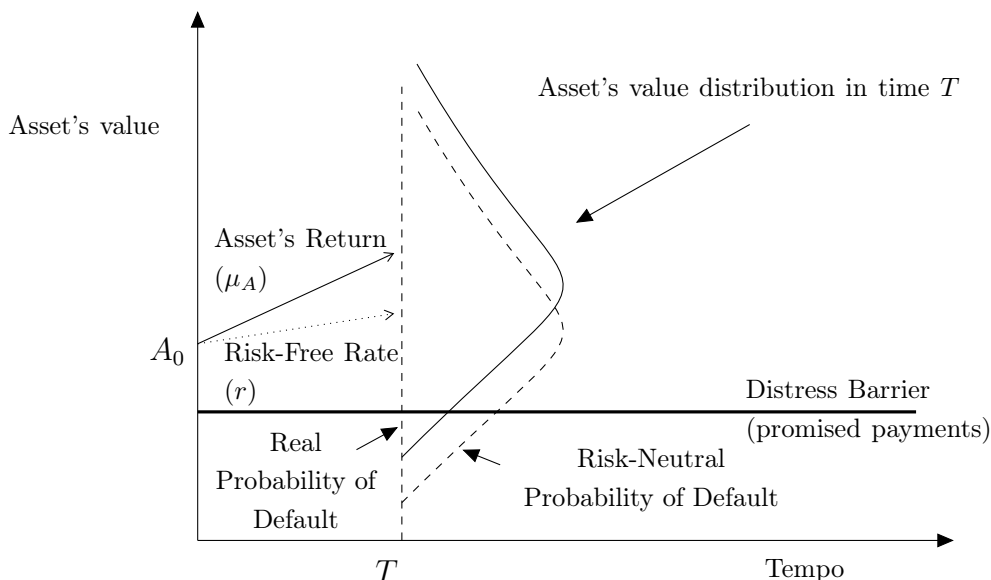 Asset's value distribution in time T
Asset's value
Asset's Return
(μ_A)
A_0
Risk-Free Rate
(r)
Distress Barrier
(promised payments)
Real
Probability of
Default
Risk-Neutral
Probability of Default
T
Tempo